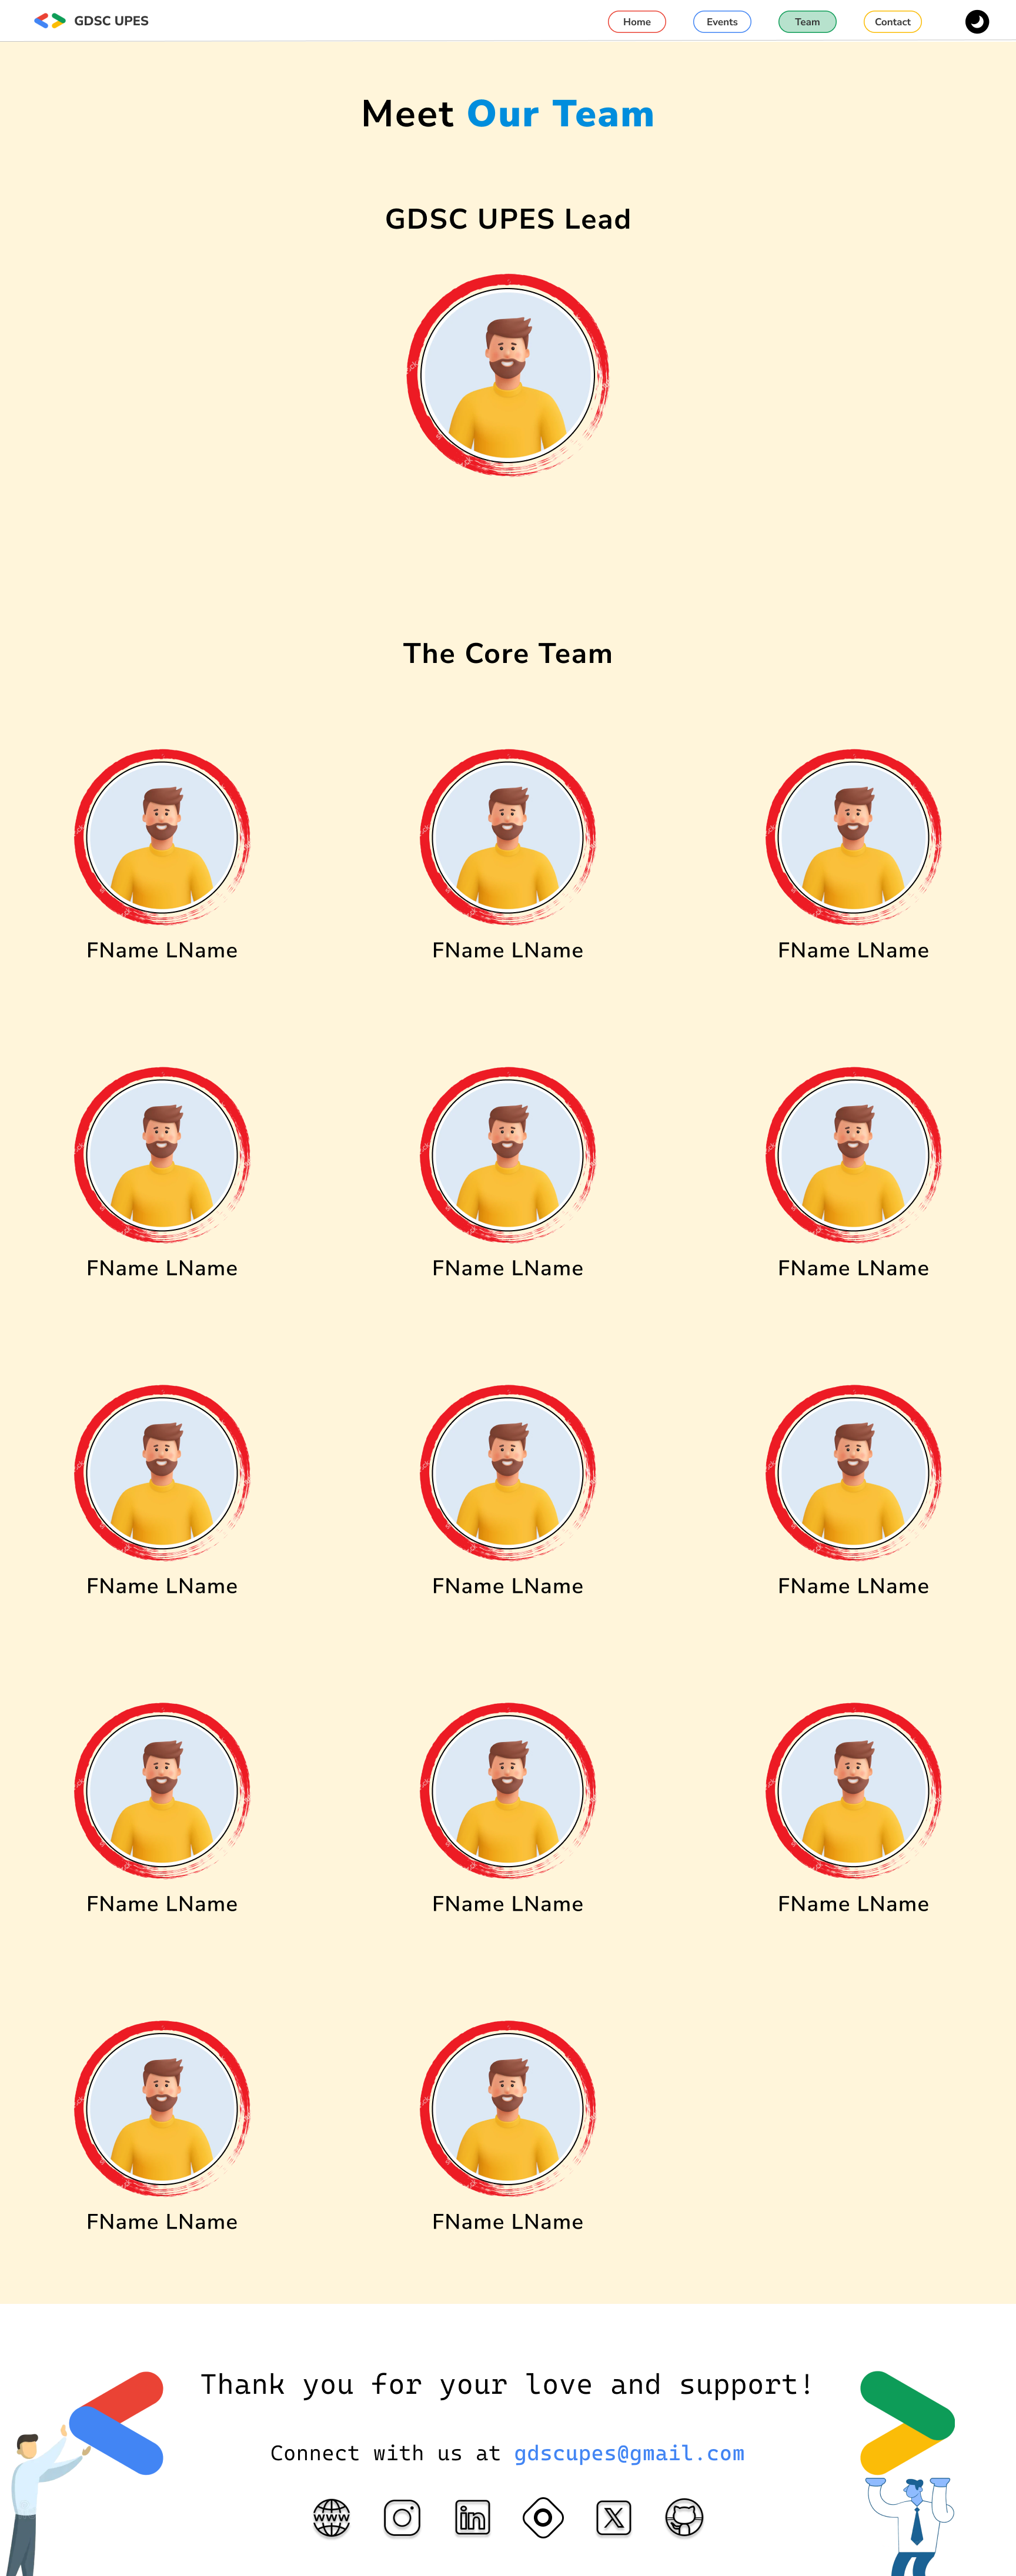 GDSC UPES
Home
Events
Team
Contact
Meet Our Team
GDSC UPES Lead
The Core Team
FName LName
FName LName
FName LName
FName LName
FName LName
FName LName
FName LName
FName LName
FName LName
FName LName
FName LName
FName LName
FName LName
FName LName
Thank you for your love and support!
Connect with us at gdscupes@gmail.com
www
in
X